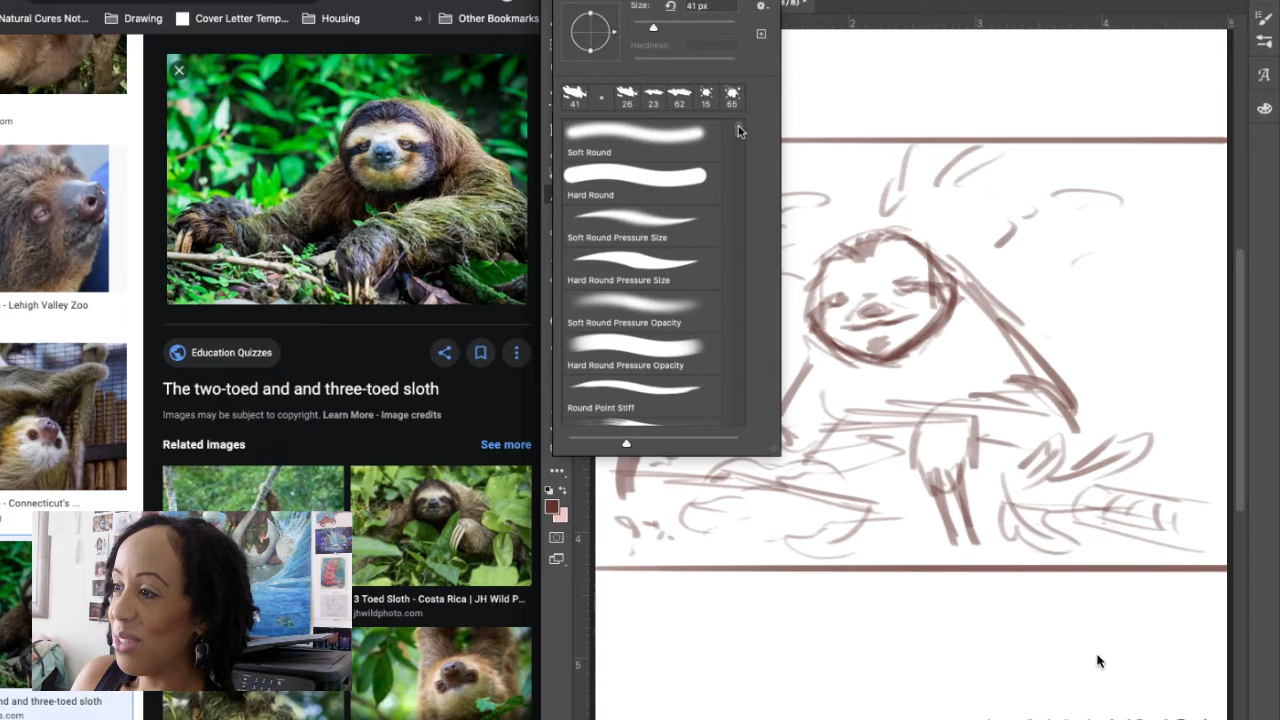 Natural Cures Not...
Drawing
Cover Letter Temp...
Housing
»
Other Bookmarks
om
- Lehigh Valley Zoo
- Connecticut's ...
nd and three-toed sloth
s.com
Education Quizzes
The two-toed and and three-toed sloth
Images may be subject to copyright. Learn More - Image credits
Related images
See more
3 Toed Sloth - Costa Rica | JH Wild P...
jhwildphoto.com
Size:
41 px
Hardness:
41
26
23
62
15
65
Soft Round
Hard Round
Soft Round Pressure Size
Hard Round Pressure Size
Soft Round Pressure Opacity
Hard Round Pressure Opacity
Round Point Stiff
2
3
4
5
4
5
A